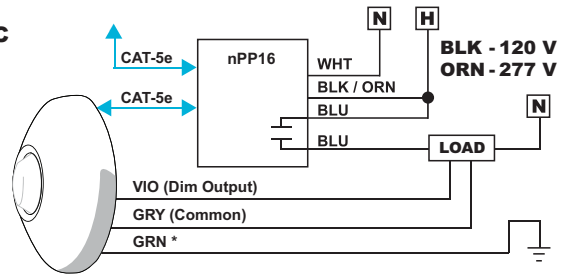 C
N
H
BLK - 120 V
ORN - 277 V
CAT-5e
nPP16
WHT
BLK / ORN
CAT-5e
BLU
N
BLU
LOAD
VIO (Dim Output)
GRY (Common)
GRN *